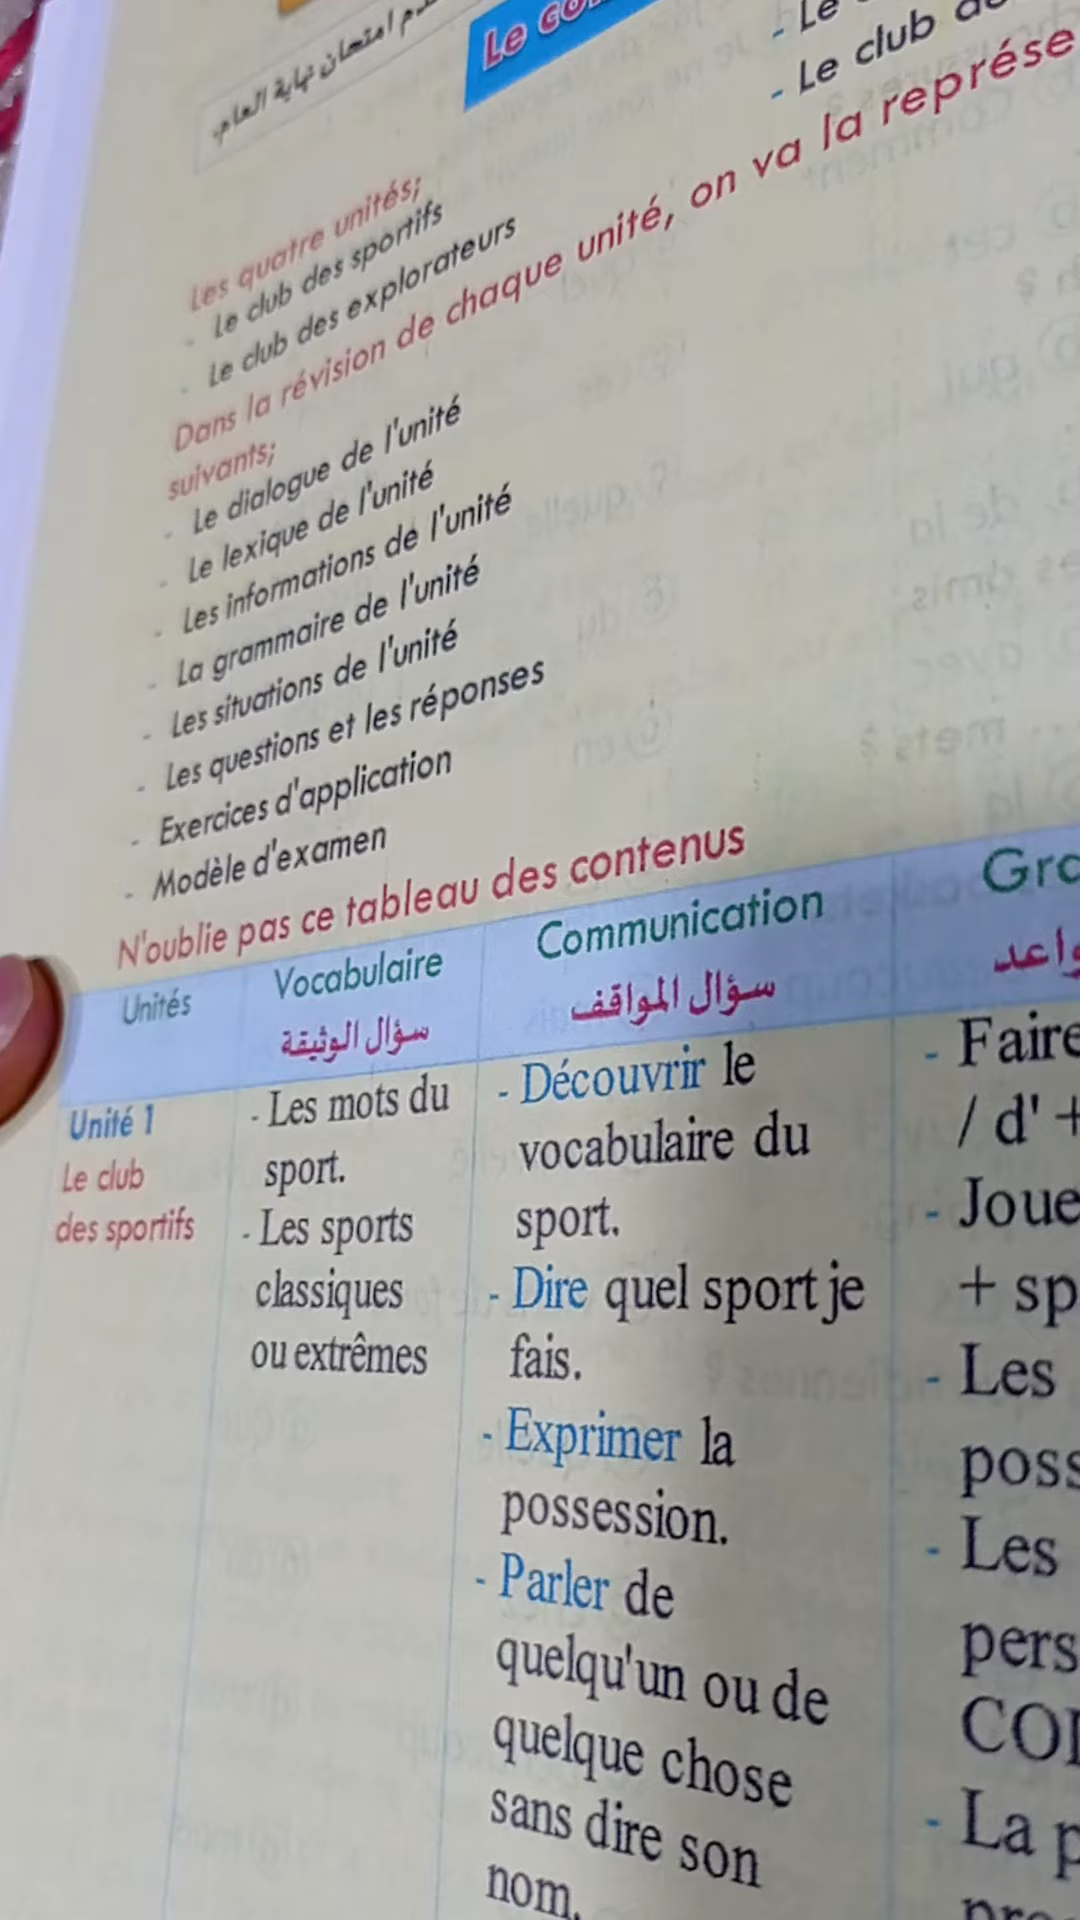 امتحان نهاية العام
Le
- Le
- Le club
Les quatre unités;
- Le club des sportifs
- Le club des explorateurs
Dans la révision de chaque unité, on va la
suivants;
- Le dialogue de l'unité
- Le lexique de l'unité
- Les informations de l'unité
- La grammaire de l'unité
- Les situations de l'unité
- Les questions et les réponses
- Exercices d'application
- Modèle d'examen
N'oublie pas ce tableau des contenus
Unités
Vocabulaire
سؤال الوثيقة
Communication
سؤال المواقف
Unité 1
Le club
des sportifs
- Les mots du
sport.
- Les sports
classiques
ou extrêmes
- Découvrir le
vocabulaire du
sport.
- Dire quel sport je
fais.
- Exprimer la
possession.
- Parler de
quelqu'un ou de
quelque chose
sans dire son
nom.
- Faire
/ d' +
- Joue
+ sp
- Les
poss
- Les
pers
- La p